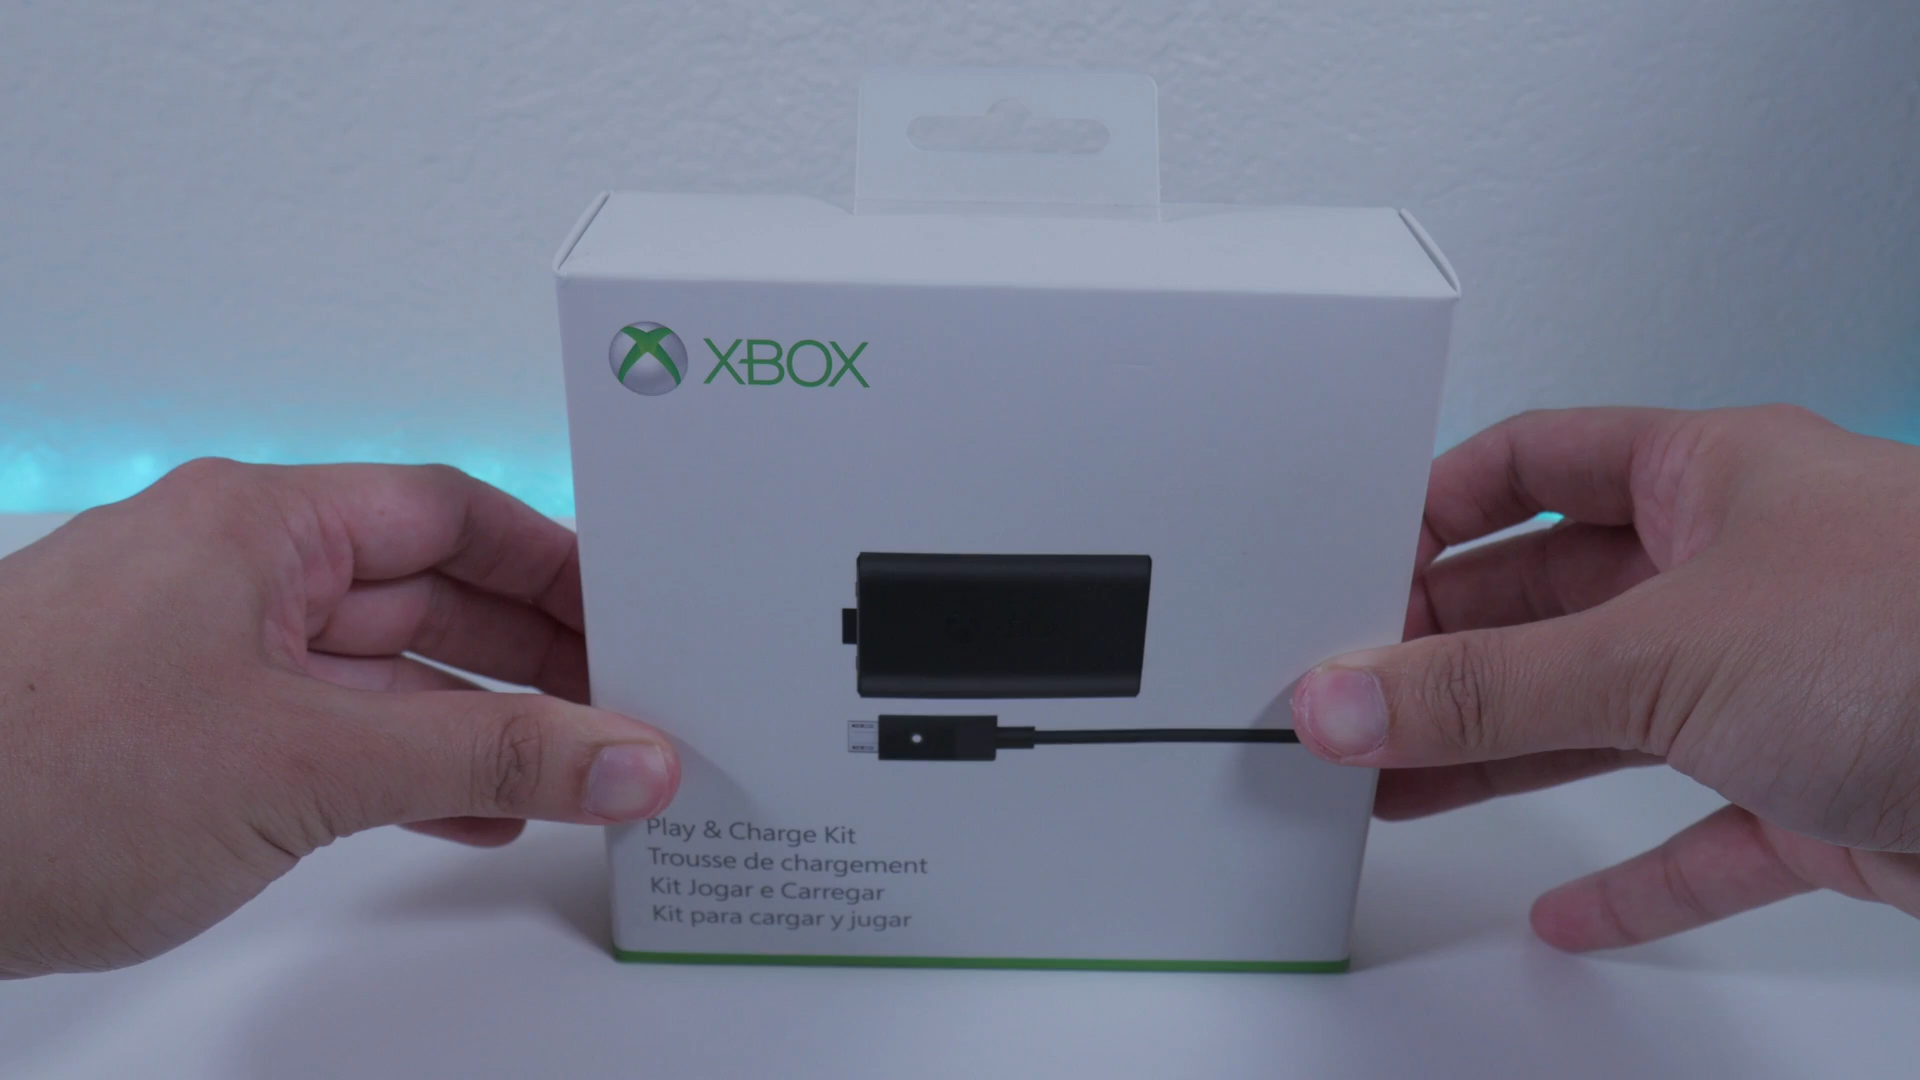 XBOX
Play & Charge Kit
Trousse de chargement
Kit Jogar e Carregar
Kit para cargar y jugar